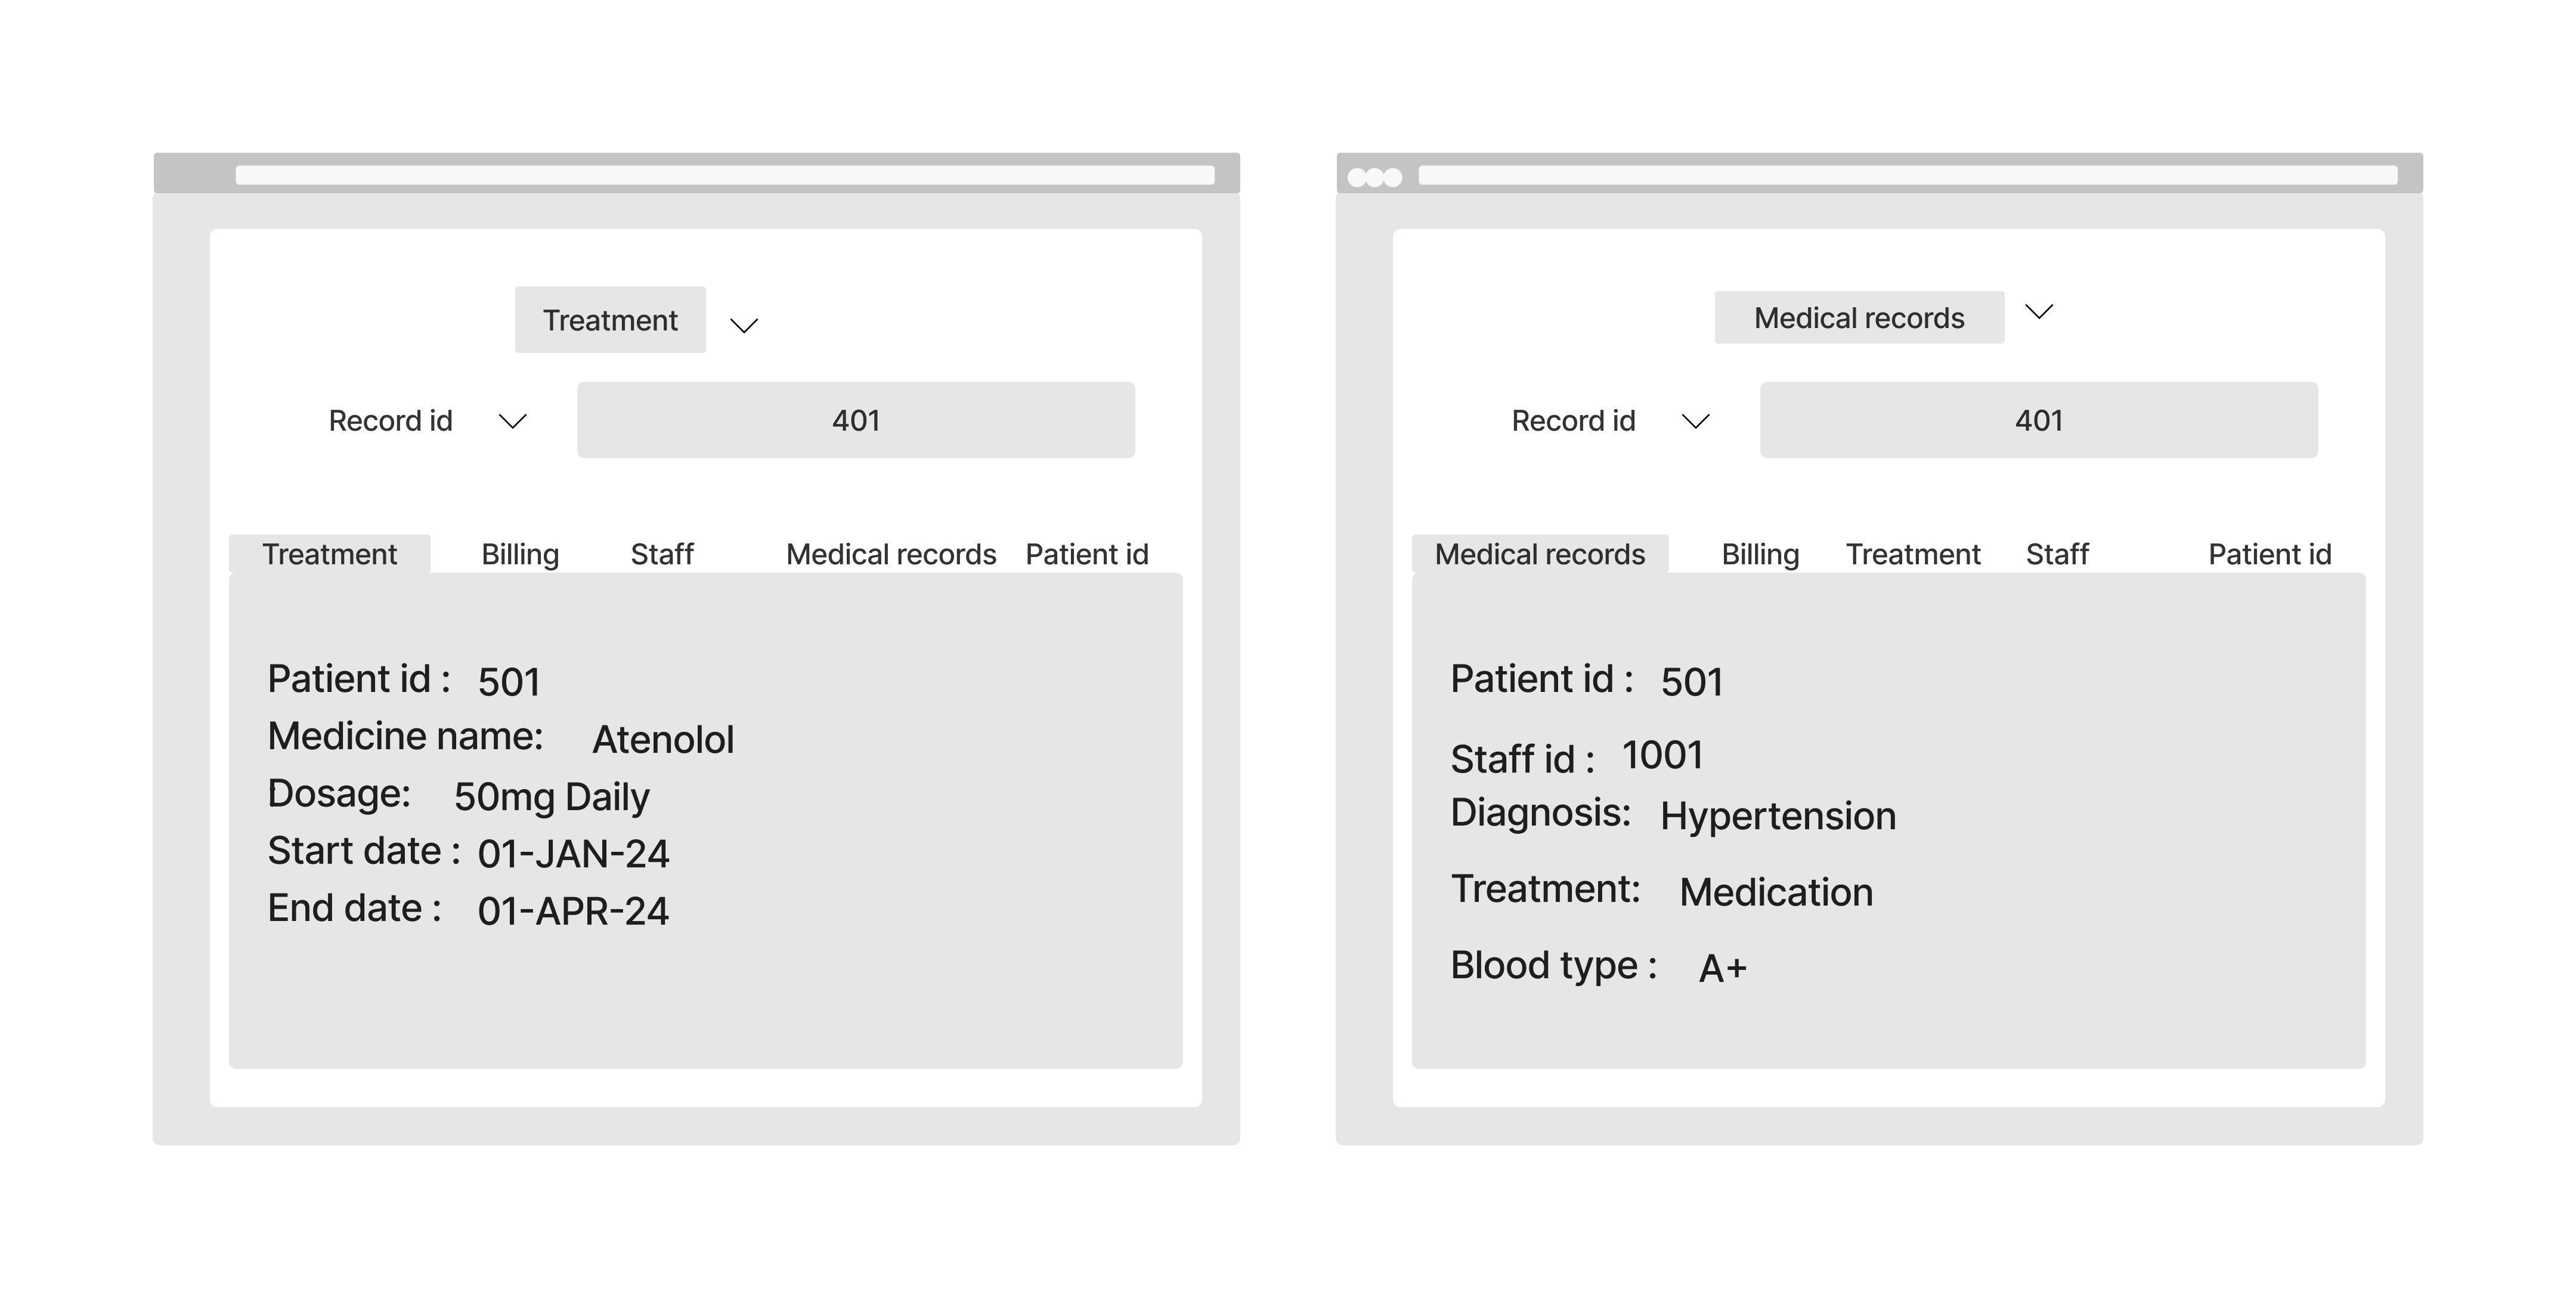 Treatment
Record id 401
Treatment Billing Staff Medical records Patient id
Patient id : 501
Medicine name: Atenolol
Dosage: 50mg Daily
Start date : 01-JAN-24
End date : 01-APR-24
Medical records
Record id 401
Medical records Billing Treatment Staff Patient id
Patient id : 501
Staff id : 1001
Diagnosis: Hypertension
Treatment: Medication
Blood type : A+